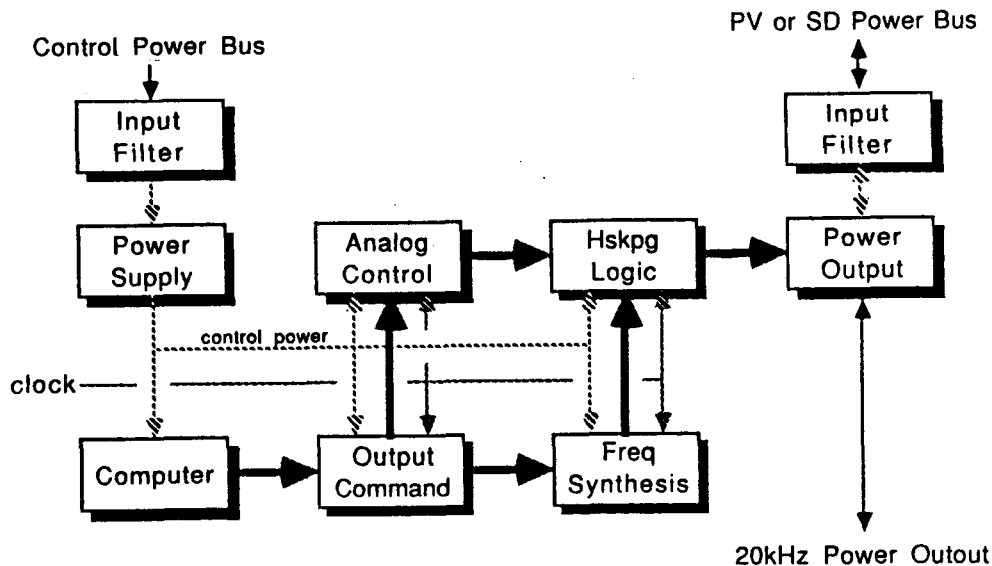 PV or SD Power Bus
Control Power Bus
Input
Filter
Input
Filter
Power
Supply
Analog
Control
Hskpg
Logic
Power
Output
control power
clock
Computer
Output
Command
Freq
Synthesis
20kHz Power Outout